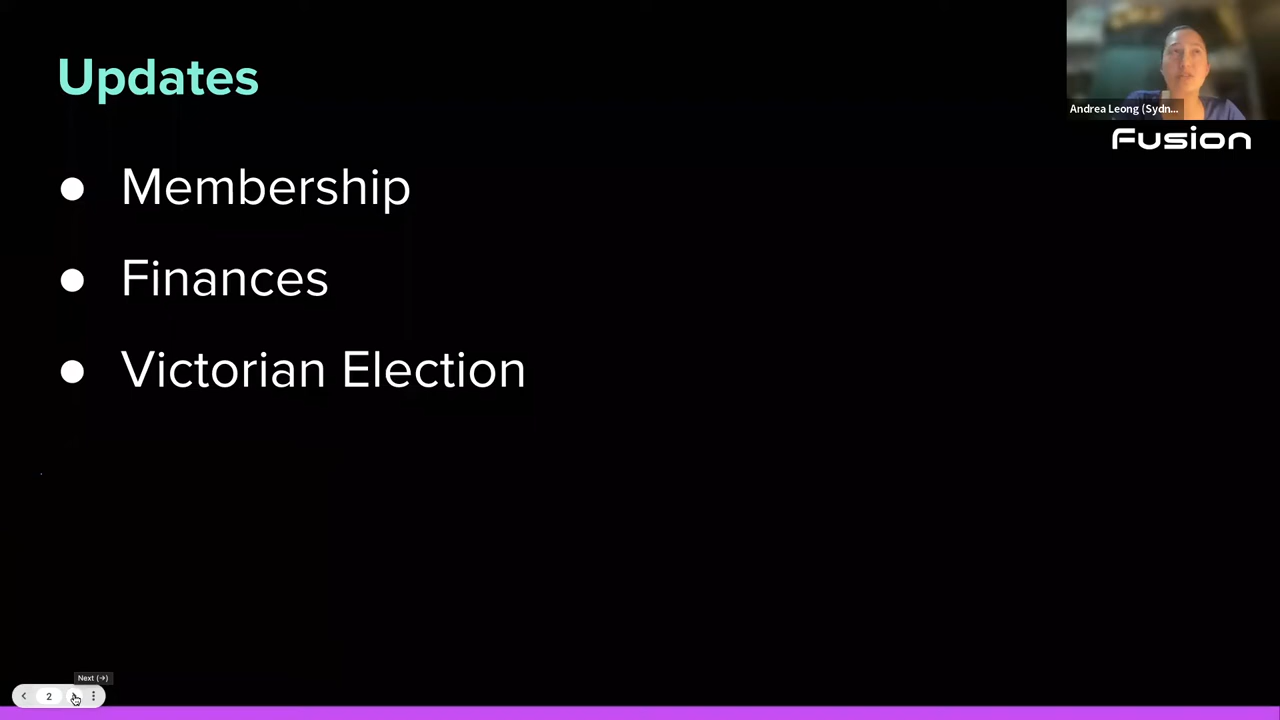 Updates
Andrea Leong (Sydn...
Fusion
● Membership
● Finances
● Victorian Election
Next (→)
2